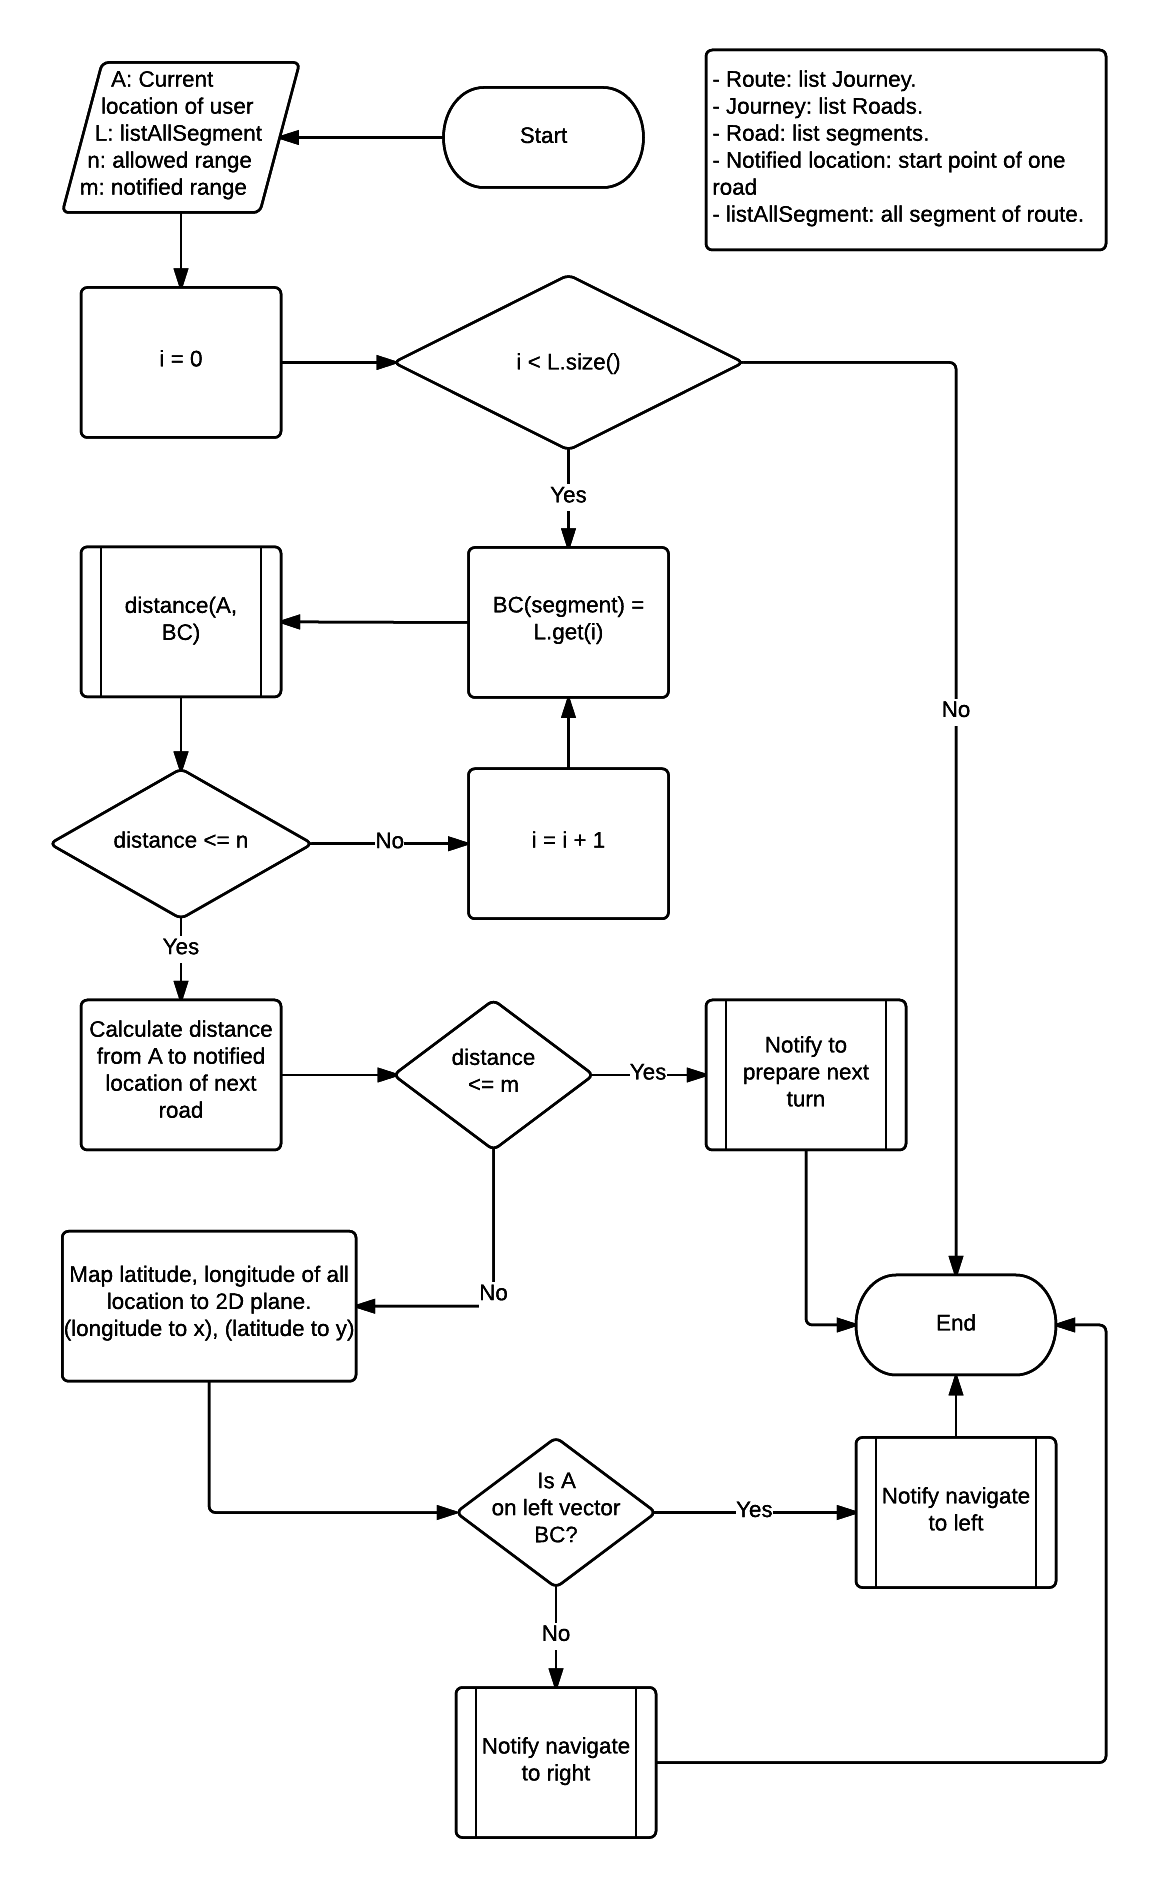 A: Current
location of user
L: listAllSegment
n: allowed range
m: notified range
Start
- Route: list Journey.
- Journey: list Roads.
- Road: list segments.
- Notified location: start point of one
road
- listAllSegment: all segment of route.
i = 0
i < L.size()
Yes
No
distance(A,
BC)
BC(segment) =
L.get(i)
distance <= n
No
i = i + 1
Yes
Calculate distance
from A to notified
location of next
road
distance
<= m
Yes
Notify to
prepare next
turn
No
Map latitude, longitude of all
location to 2D plane.
(longitude to x), (latitude to y)
End
Is A
on left vector
BC?
Yes
Notify navigate
to left
No
Notify navigate
to right